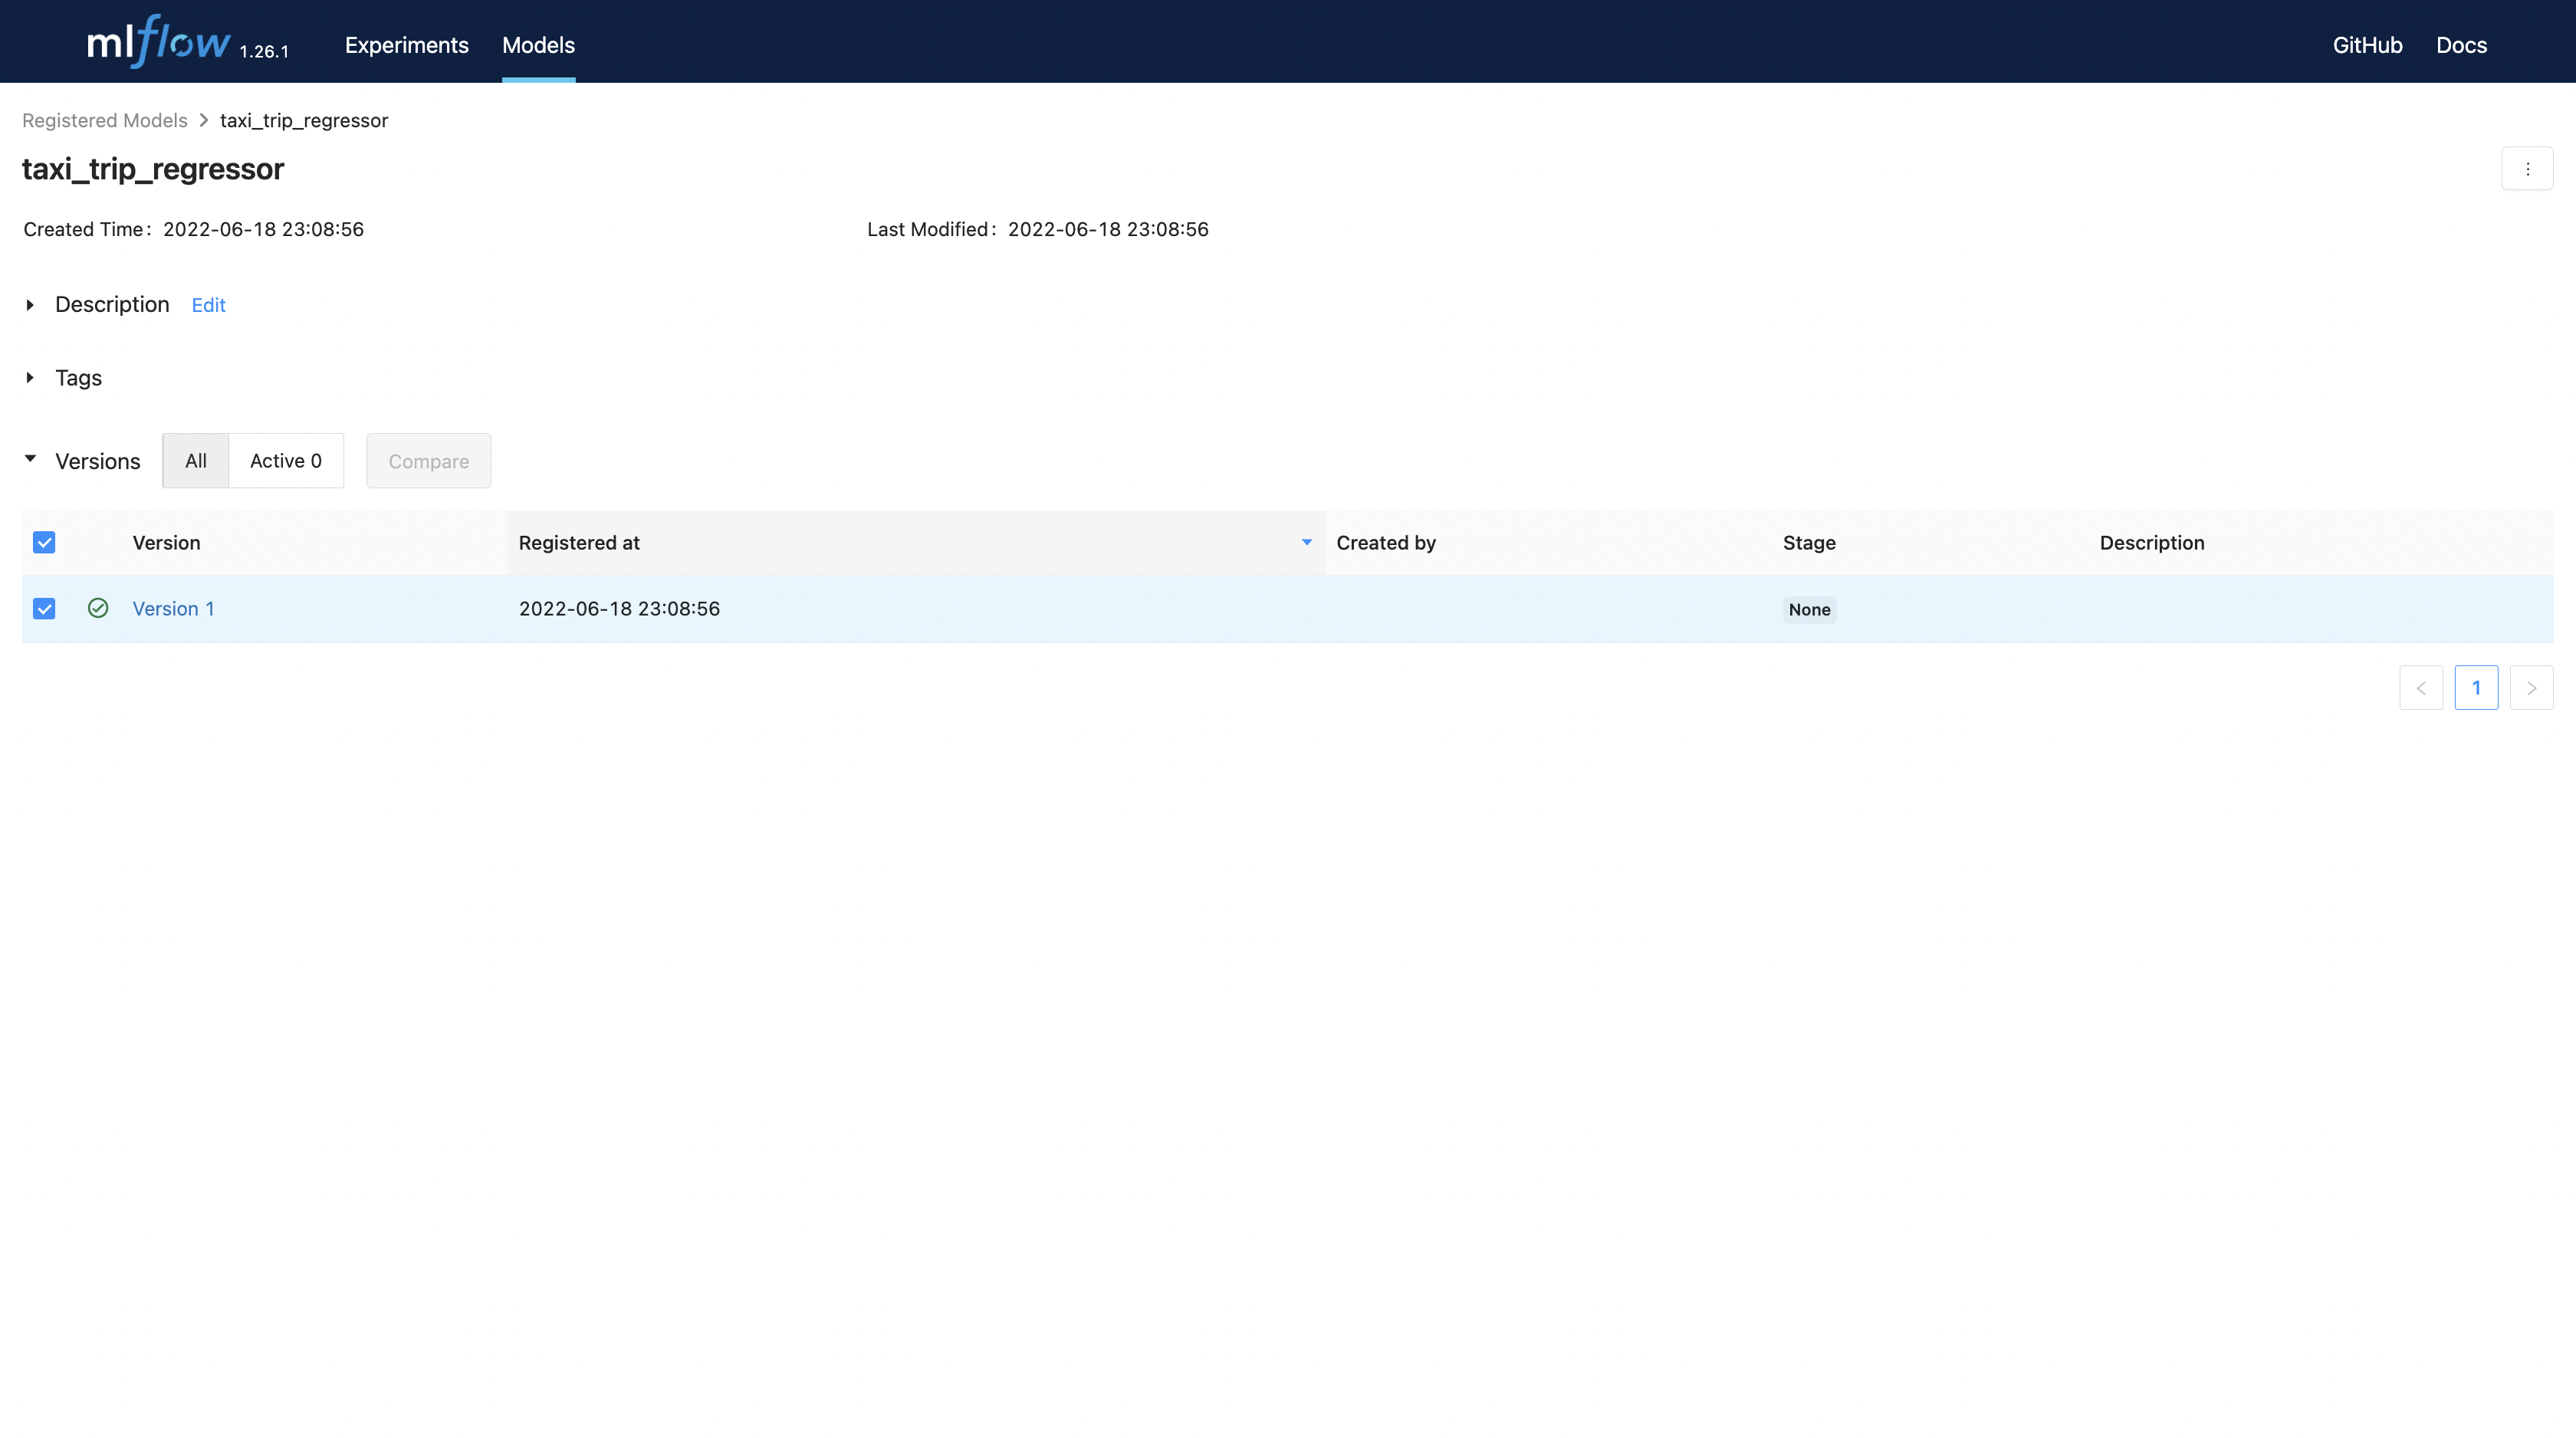 mlflow 1.26.1 Experiments Models GitHub Docs
Registered Models > taxi_trip_regressor
taxi_trip_regressor
Created Time: 2022-06-18 23:08:56 Last Modified: 2022-06-18 23:08:56
Description Edit
Tags
Versions All Active 0 Compare
Version Registered at Created by Stage Description
Version 1 2022-06-18 23:08:56 None
< 1 >